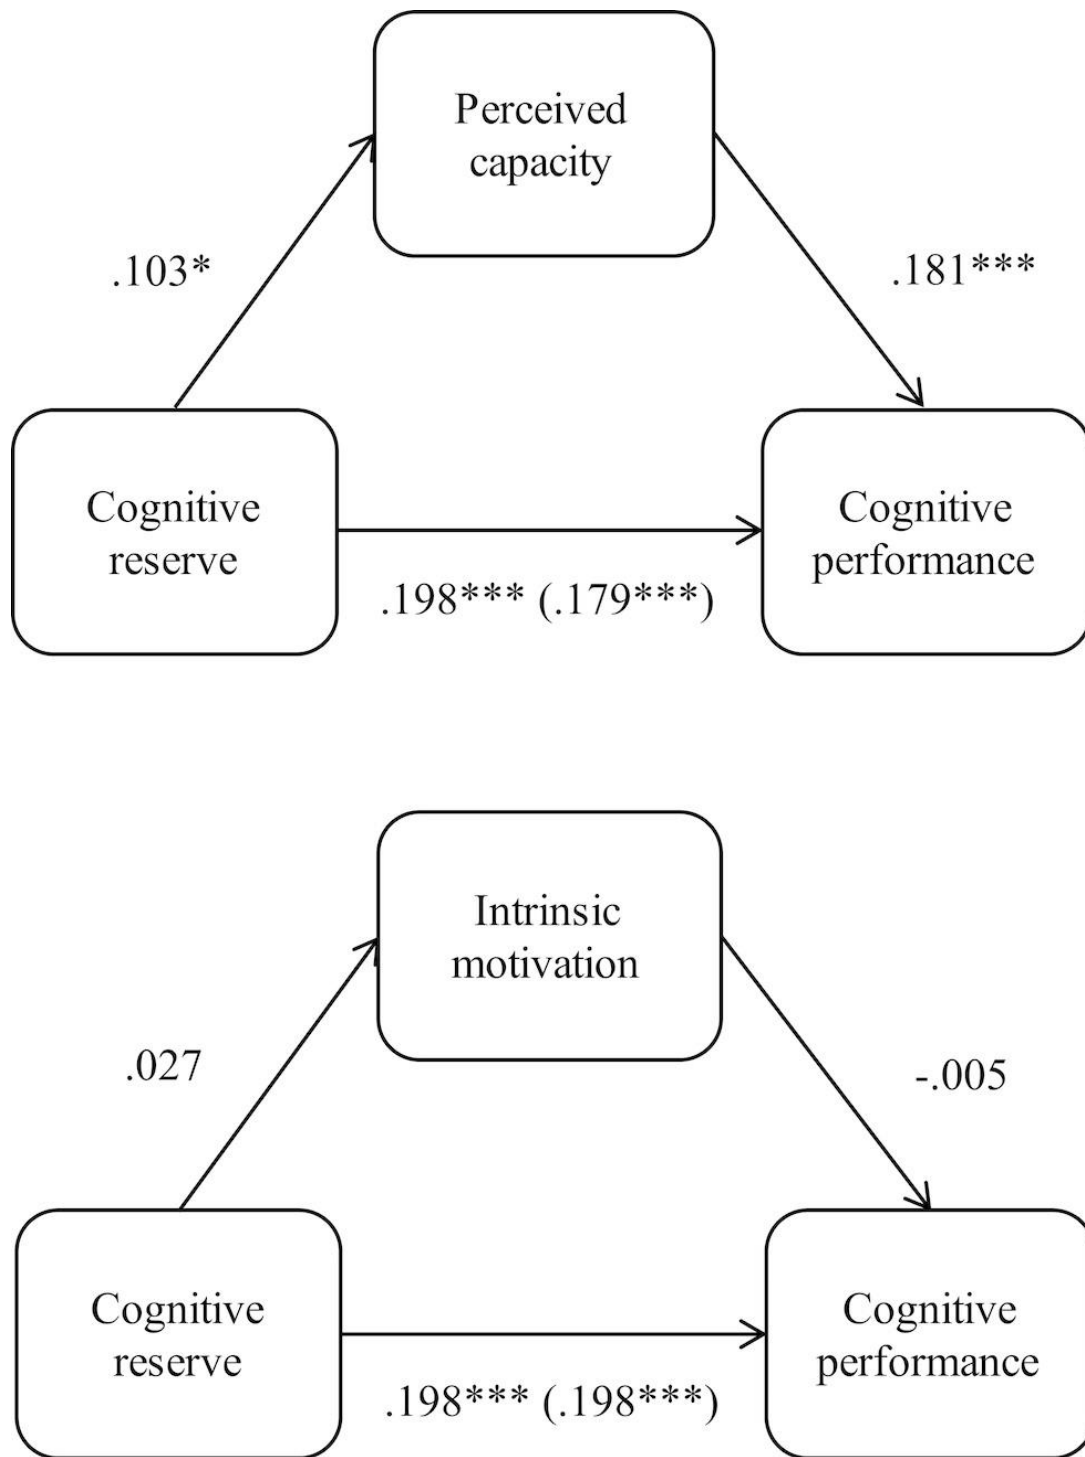 Perceived
capacity
.103*
.181***
Cognitive
reserve
Cognitive
performance
.198*** (.179***)
Intrinsic
motivation
.027
-.005
Cognitive
reserve
Cognitive
performance
.198*** (.198***)